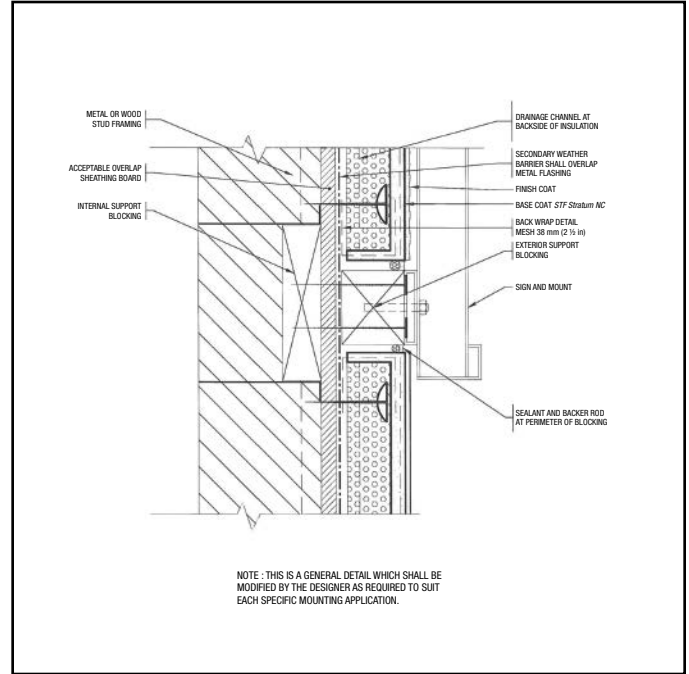 METAL OR WOOD
STUD FRAMING
ACCEPTABLE OVERLAP
SHEATHING BOARD
INTERNAL SUPPORT
BLOCKING
DRAINAGE CHANNEL AT
BACKSIDE OF INSULATION
SECONDARY WEATHER
BARRIER SHALL OVERLAP
METAL FLASHING
FINISH COAT
BASE COAT STF Stratum NC
BACK WRAP DETAIL
MESH 38 mm (2 ½ in)
EXTERIOR SUPPORT
BLOCKING
SIGN AND MOUNT
SEALANT AND BACKER ROD
AT PERIMETER OF BLOCKING
NOTE : THIS IS A GENERAL DETAIL WHICH SHALL BE
MODIFIED BY THE DESIGNER AS REQUIRED TO SUIT
EACH SPECIFIC MOUNTING APPLICATION.